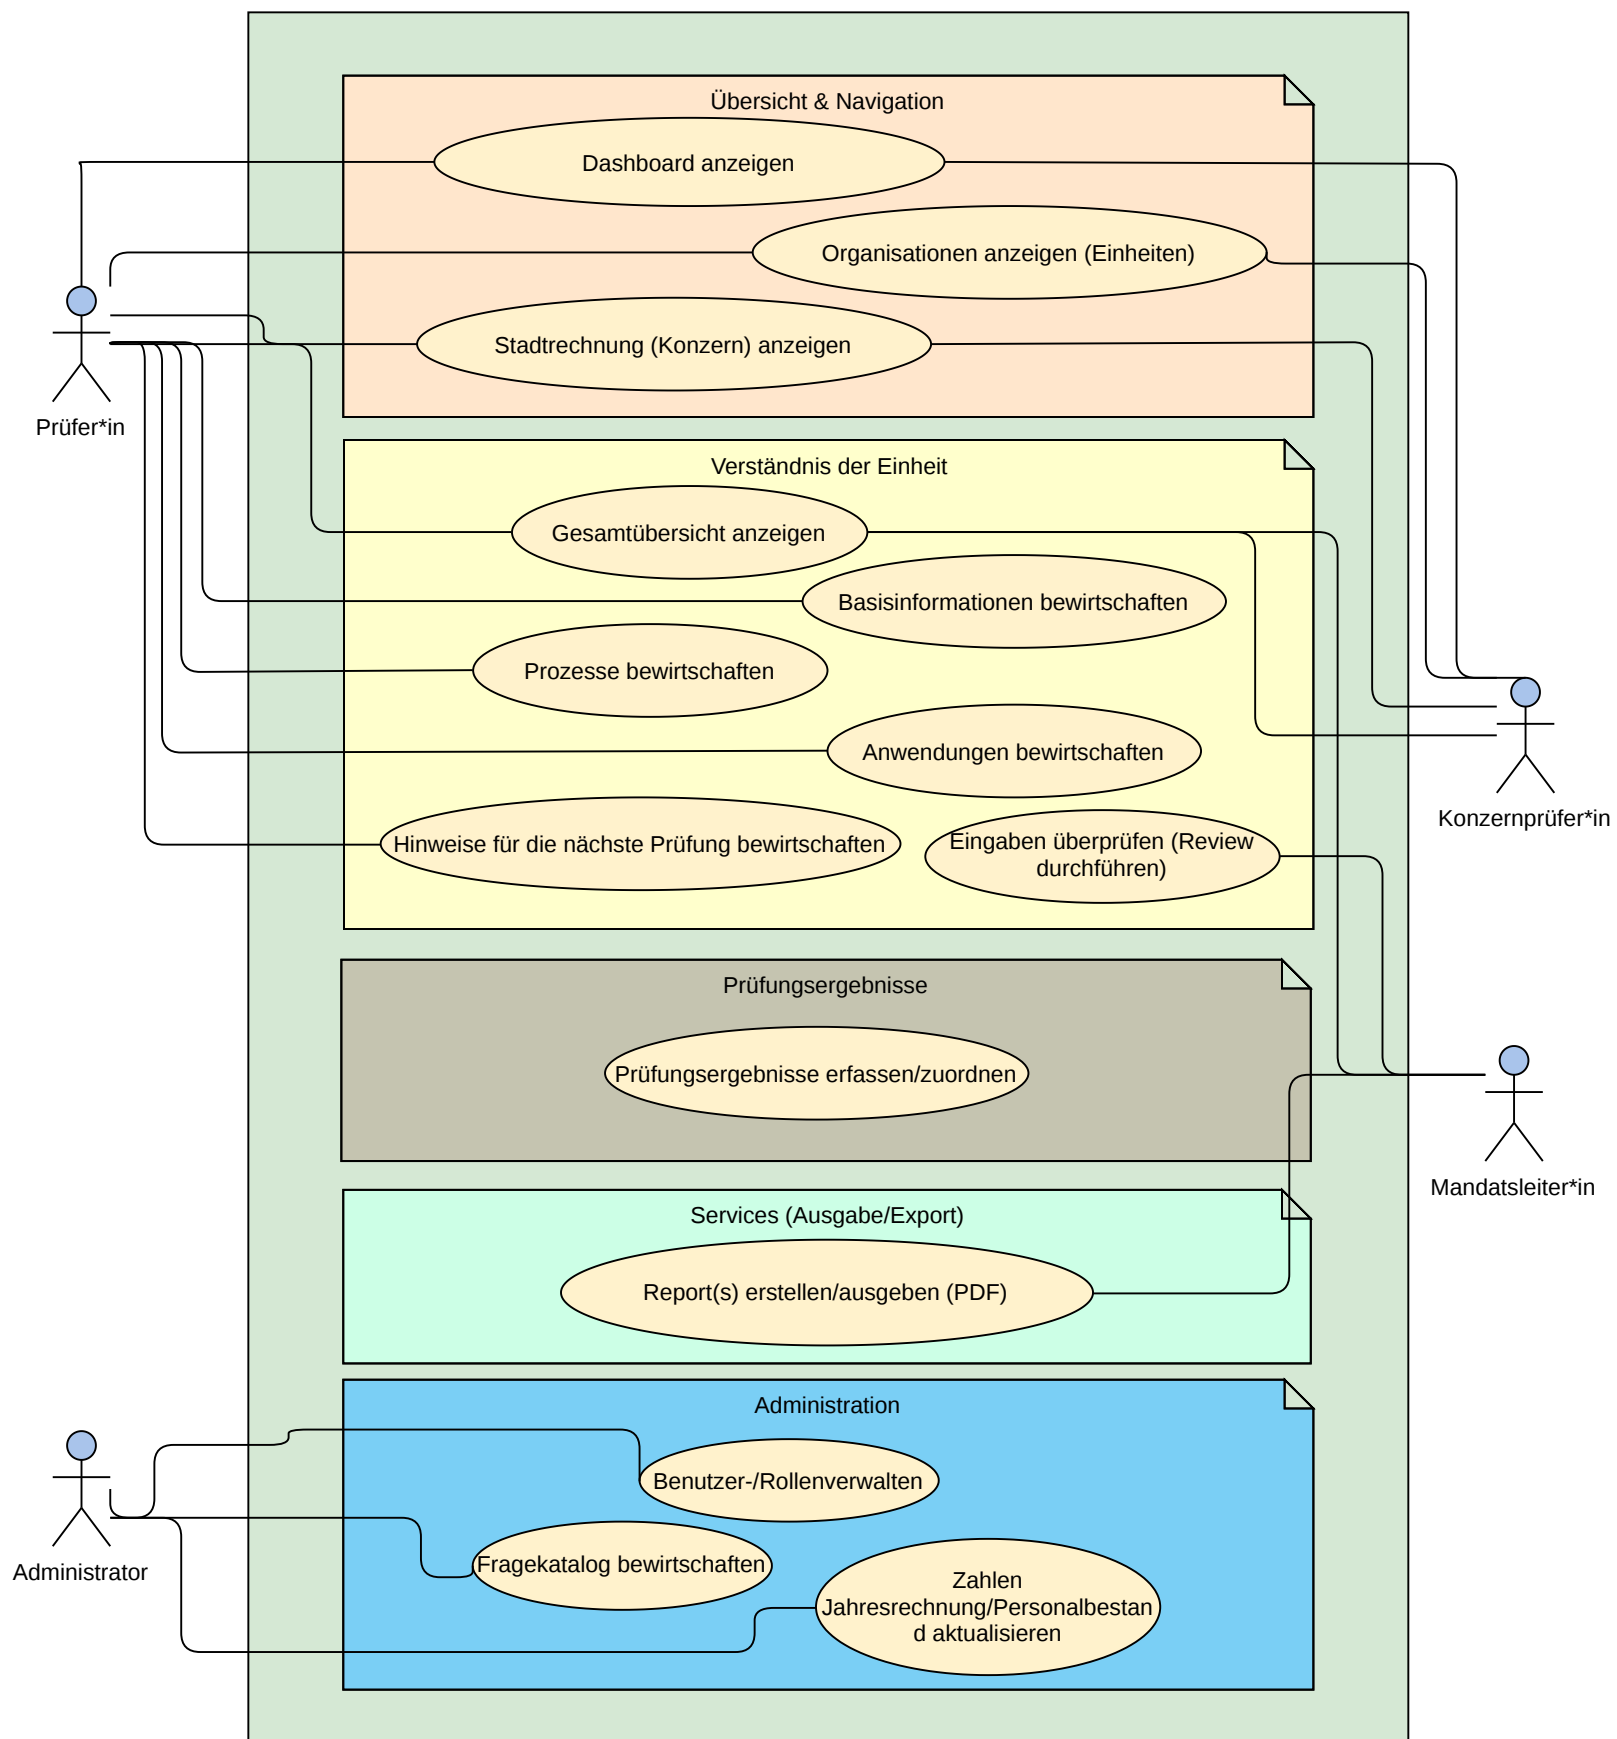 Übersicht & Navigation
Dashboard anzeigen
Organisationen anzeigen (Einheiten)
Stadtrechnung (Konzern) anzeigen
Prüfer*in
Verständnis der Einheit
Gesamtübersicht anzeigen
Basisinformationen bewirtschaften
Prozesse bewirtschaften
Anwendungen bewirtschaften
Konzernprüfer*in
Hinweise für die nächste Prüfung bewirtschaften
Eingaben überprüfen (Review
durchführen)
Prüfungsergebnisse
Prüfungsergebnisse erfassen/zuordnen
Mandatsleiter*in
Services (Ausgabe/Export)
Report(s) erstellen/ausgeben (PDF)
Administration
Benutzer-/Rollenverwalten
Fragekatalog bewirtschaften
Administrator
Zahlen
Jahresrechnung/Personalbestan
d aktualisieren